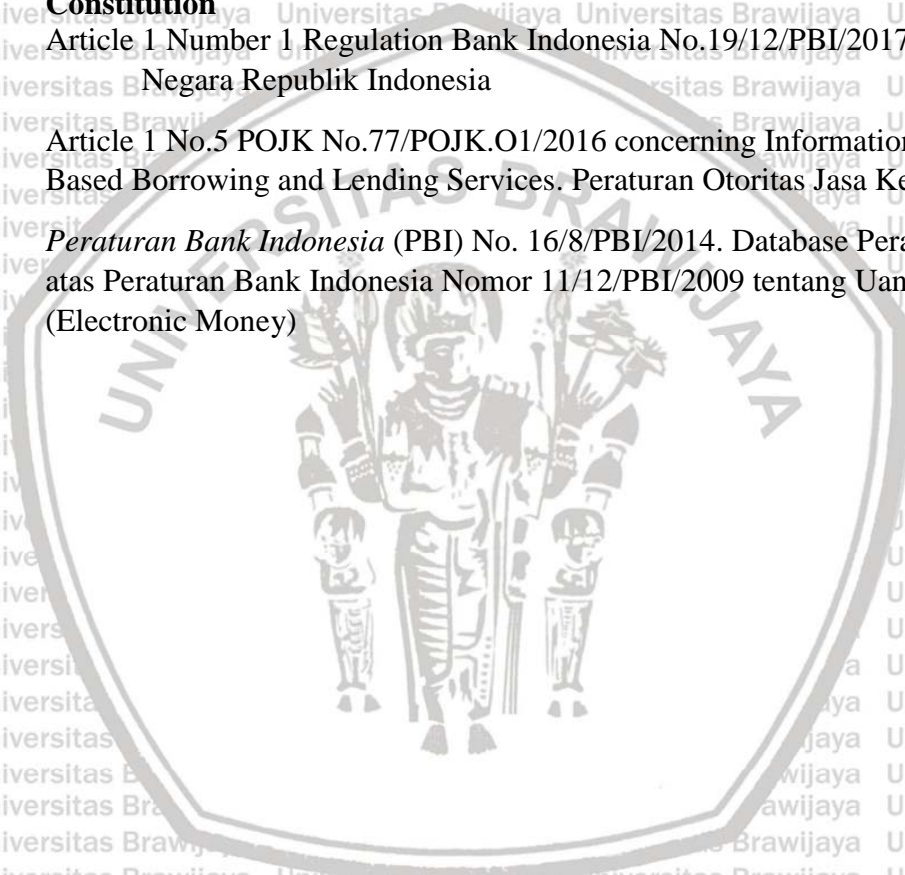 Constitution
Article 1 Number 1 Regulation Bank Indonesia No.19/12/PBI/2017
Negara Republik Indonesia
Article 1 No.5 POJK No.77/POJK.O1/2016 concerning Information
Based Borrowing and Lending Services. Peraturan Otoritas Jasa Ke
Peraturan Bank Indonesia (PBI) No. 16/8/PBI/2014. Database Pera
atas Peraturan Bank Indonesia Nomor 11/12/PBI/2009 tentang Uan
(Electronic Money)
UNIVERSITAS BRAWIJAYA